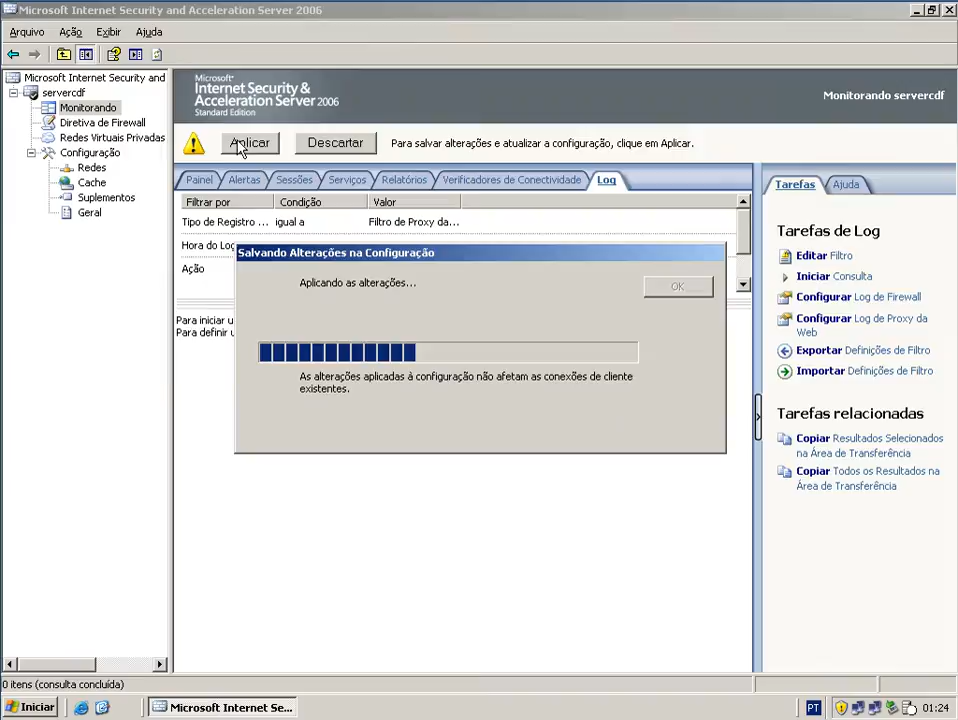 Microsoft Internet Security and Acceleration Server 2006
Arquivo Ação Exibir Ajuda
Microsoft Internet Security and
servercdf
Monitorando
Diretiva de Firewall
Redes Virtuais Privadas
Configuração
Redes
Cache
Suplementos
Geral
Microsoft®
Internet Security &
Acceleration Server 2006
Standard Edition
Monitorando servercdf
Aplicar Descartar Para salvar alterações e atualizar a configuração, clique em Aplicar.
Painel Alertas Sessões Serviços Relatórios Verificadores de Conectividade Log
Filtrar por Condição Valor
Tipo de Registro ... igual a Filtro de Proxy da...
Hora do Log
Ação
Para iniciar u
Para definir u
Salvando Alterações na Configuração
Aplicando as alterações...
OK
As alterações aplicadas à configuração não afetam as conexões de cliente
existentes.
Tarefas Ajuda
Tarefas de Log
Editar Filtro
Iniciar Consulta
Configurar Log de Firewall
Configurar Log de Proxy da
Web
Exportar Definições de Filtro
Importar Definições de Filtro
Tarefas relacionadas
Copiar Resultados Selecionados
na Área de Transferência
Copiar Todos os Resultados na
Área de Transferência
0 itens (consulta concluída)
Iniciar Microsoft Internet Se... PT 01:24